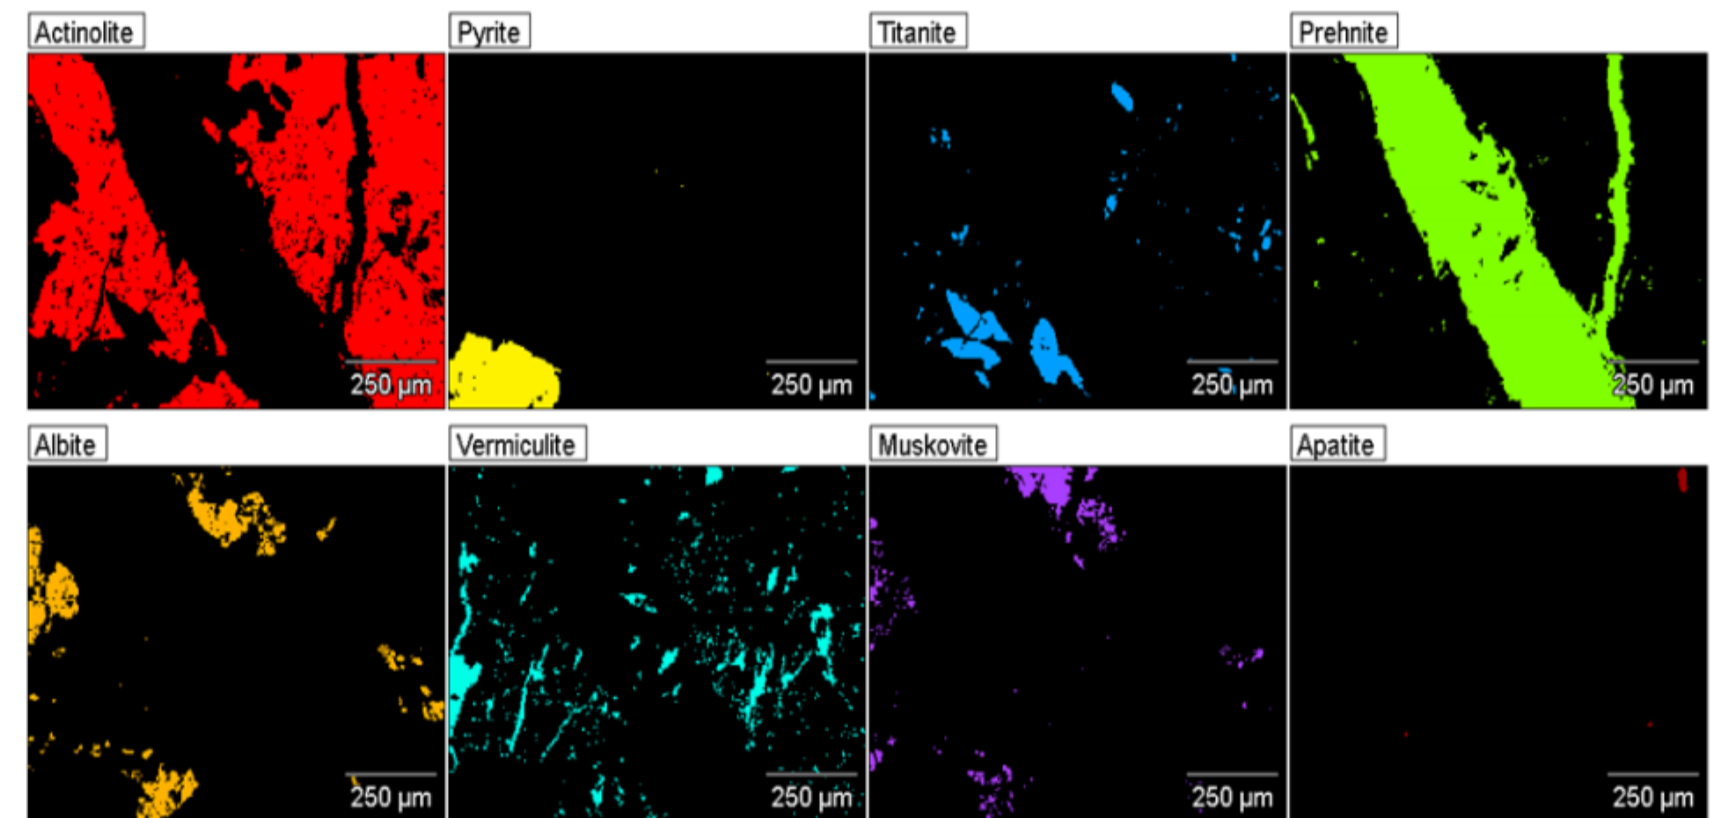 Actinolite
Pyrite
Titanite
Prehnite
250 µm
250 µm
250 µm
250 µm
Albite
Vermiculite
Muskovite
Apatite
250 µm
250 µm
250 µm
250 µm